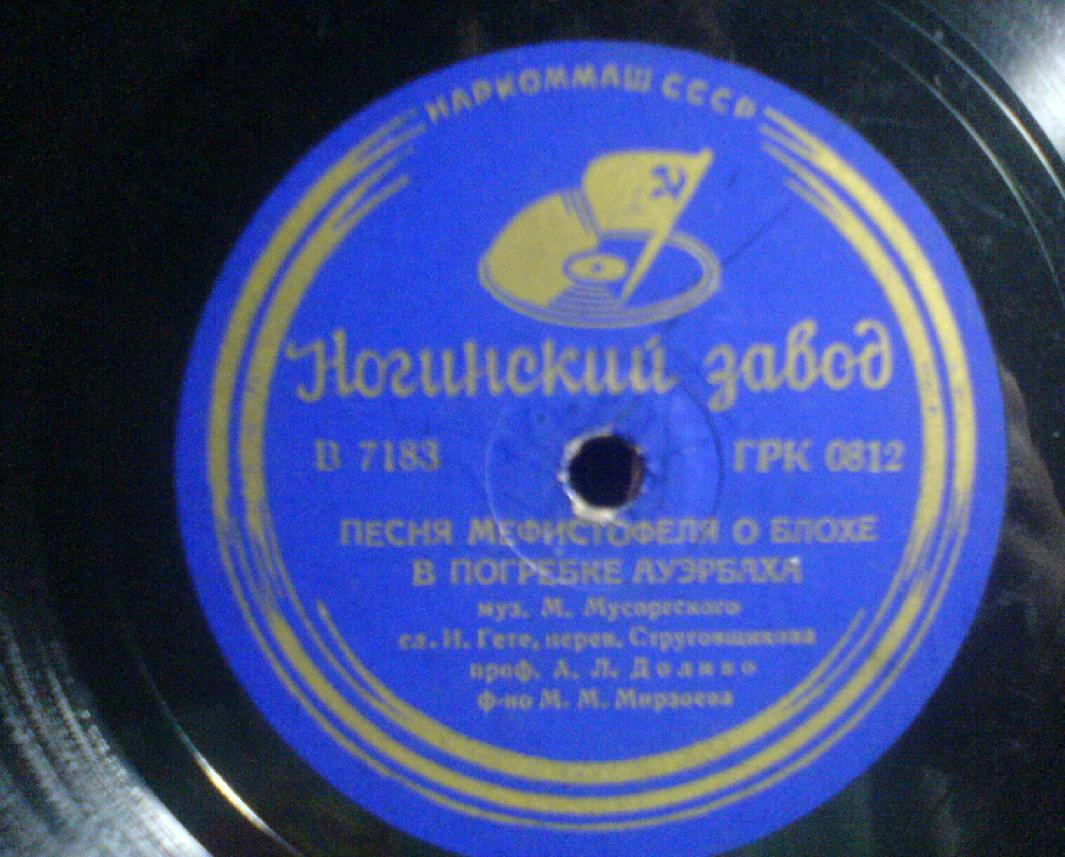 НАРКОММАШ СССР
Ногинский завод
В 7183 ГРК 0812
ПЕСНЯ МЕФИСТОФЕЛЯ О БЛОХЕ
В ПОГРЕБКЕ АУЭРБАХА
муз. М. Мусоргского
сл. И. Гете, перев. Струговщикова
проф. А. Л. Доливо
ф-но М. М. Мирзоева